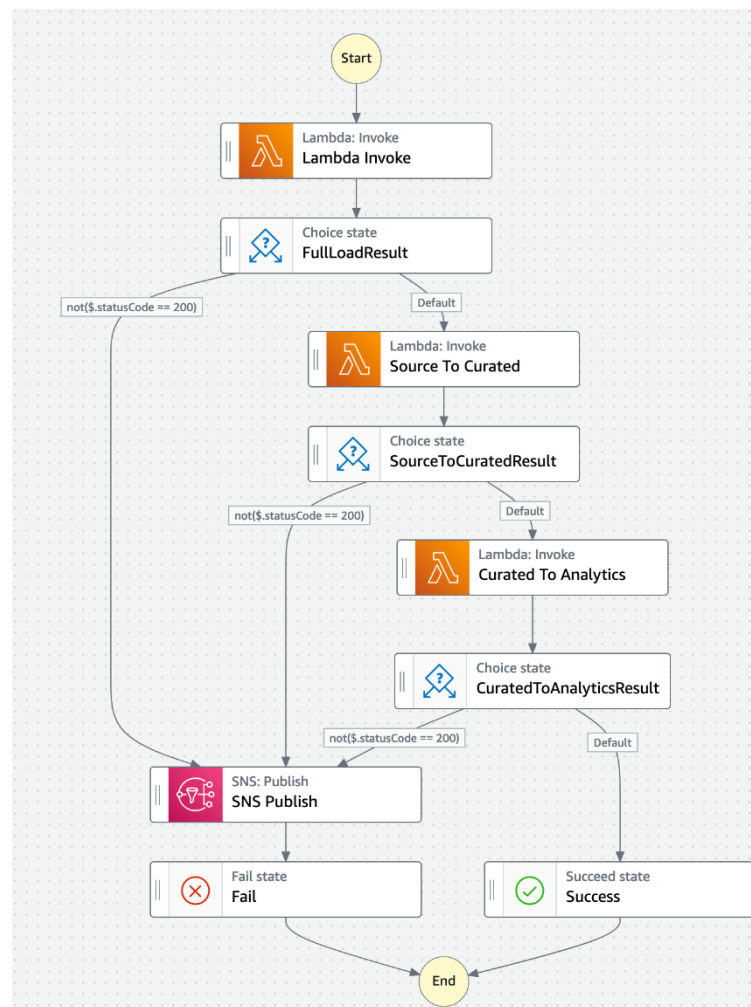 Start
Lambda: Invoke
Lambda Invoke
Choice state
FullLoadResult
not($.statusCode == 200)
Default
Lambda: Invoke
Source To Curated
Choice state
SourceToCuratedResult
not($.statusCode == 200)
Default
Lambda: Invoke
Curated To Analytics
Choice state
CuratedToAnalyticsResult
not($.statusCode == 200)
Default
SNS: Publish
SNS Publish
Fail state
Fail
Succeed state
Success
End